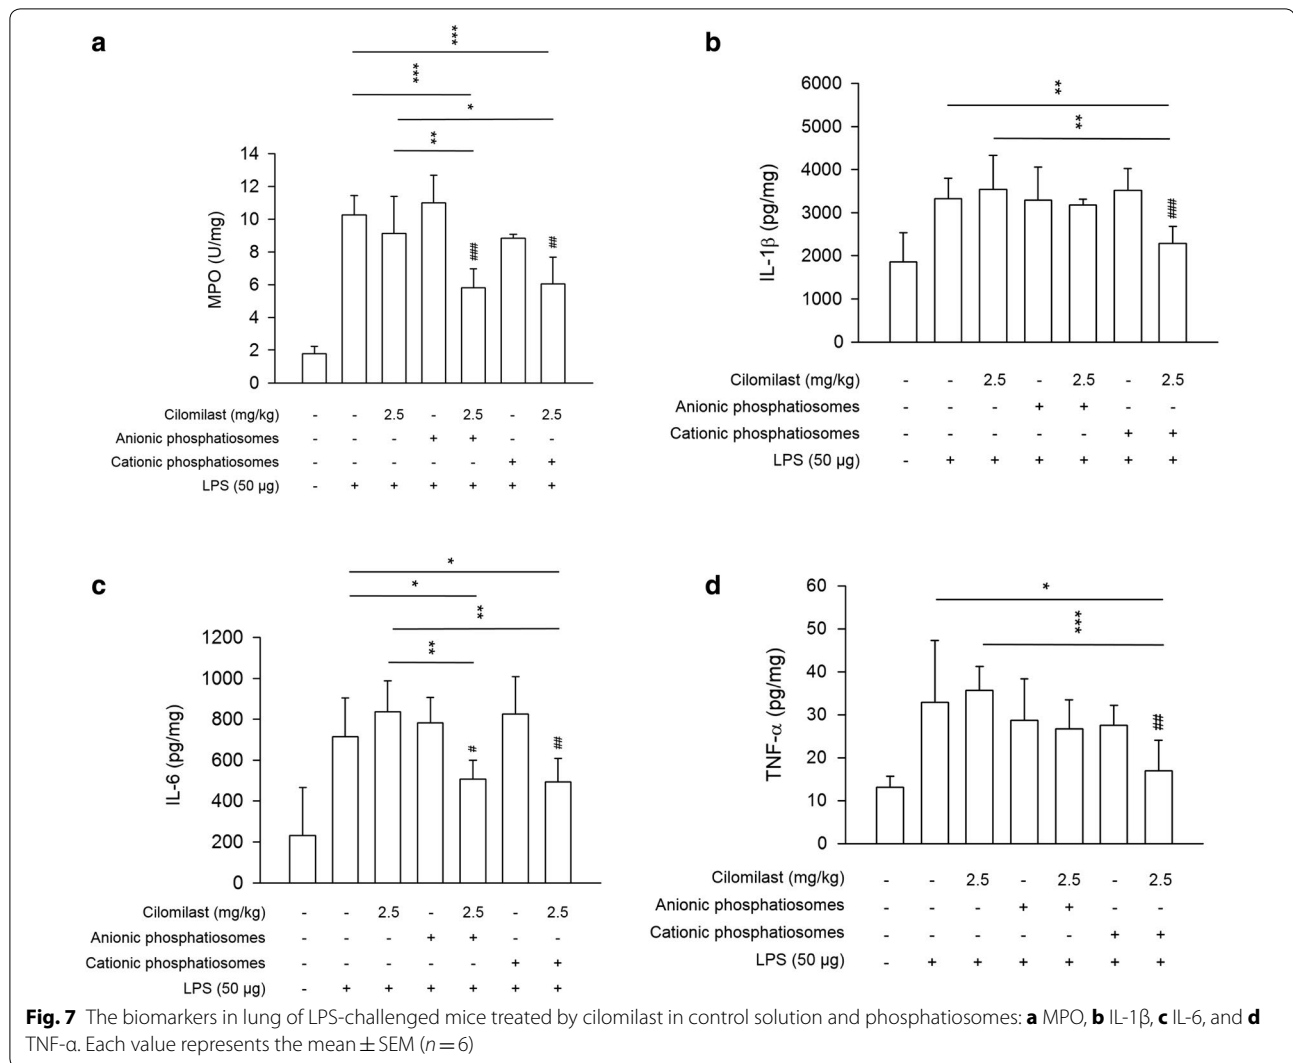 a
***
***
*
**
14
12
10
8
6
4
2
0
MPO (U/mg)
###
##
Cilomilast (mg/kg) - - 2.5 - 2.5 - 2.5
Anionic phosphatiosomes - - - + + - -
Cationic phosphatiosomes - - - - - + +
LPS (50 µg) - + + + + + +
b
**
**
6000
5000
4000
3000
2000
1000
0
IL-1β (pg/mg)
###
Cilomilast (mg/kg) - - 2.5 - 2.5 - 2.5
Anionic phosphatiosomes - - - + + - -
Cationic phosphatiosomes - - - - - + +
LPS (50 µg) - + + + + + +
c
*
*
**
**
1200
1000
800
600
400
200
0
IL-6 (pg/mg)
#
##
Cilomilast (mg/kg) - - 2.5 - 2.5 - 2.5
Anionic phosphatiosomes - - - + + - -
Cationic phosphatiosomes - - - - - + +
LPS (50 µg) - + + + + + +
d
*
***
60
50
40
30
20
10
0
TNF-α (pg/mg)
##
Cilomilast (mg/kg) - - 2.5 - 2.5 - 2.5
Anionic phosphatiosomes - - - + + - -
Cationic phosphatiosomes - - - - - + +
LPS (50 µg) - + + + + + +
Fig. 7 The biomarkers in lung of LPS-challenged mice treated by cilomilast in control solution and phosphatiosomes: a MPO, b IL-1β, c IL-6, and d
TNF-α. Each value represents the mean ± SEM (n = 6)